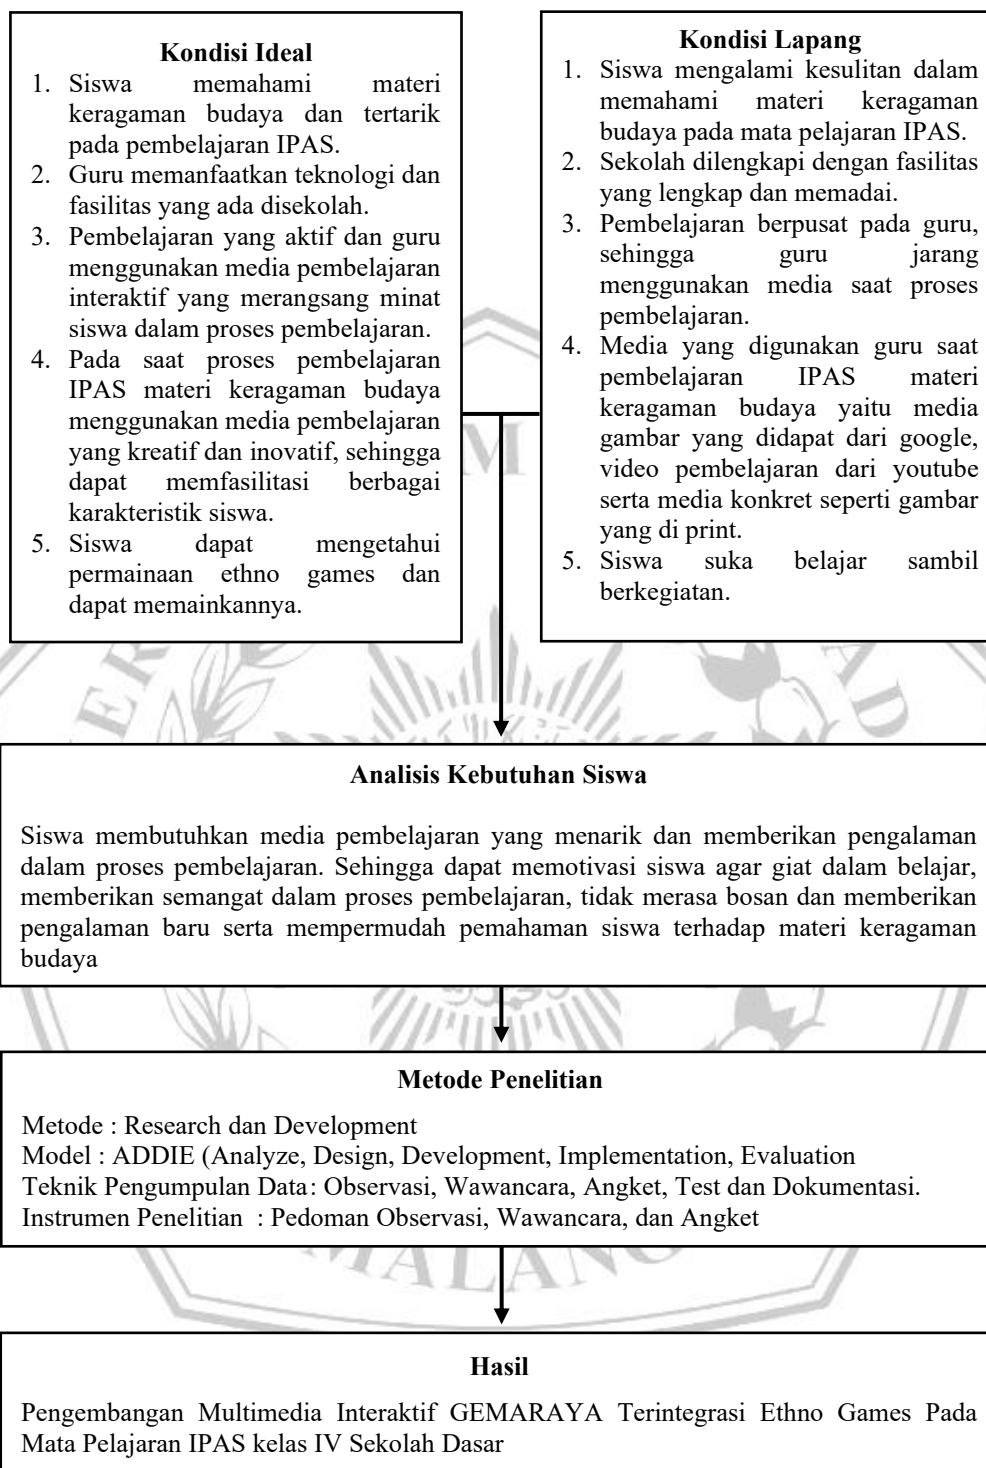 Kondisi Ideal
1. Siswa memahami materi
keragaman budaya dan tertarik
pada pembelajaran IPAS.
2. Guru memanfaatkan teknologi dan
fasilitas yang ada disekolah.
3. Pembelajaran yang aktif dan guru
menggunakan media pembelajaran
interaktif yang merangsang minat
siswa dalam proses pembelajaran.
4. Pada saat proses pembelajaran
IPAS materi keragaman budaya
menggunakan media pembelajaran
yang kreatif dan inovatif, sehingga
dapat memfasilitasi berbagai
karakteristik siswa.
5. Siswa dapat mengetahui
permainaan ethno games dan
dapat memainkannya.
Kondisi Lapang
1. Siswa mengalami kesulitan dalam
memahami materi keragaman
budaya pada mata pelajaran IPAS.
2. Sekolah dilengkapi dengan fasilitas
yang lengkap dan memadai.
3. Pembelajaran berpusat pada guru,
sehingga guru jarang
menggunakan media saat proses
pembelajaran.
4. Media yang digunakan guru saat
pembelajaran IPAS materi
keragaman budaya yaitu media
gambar yang didapat dari google,
video pembelajaran dari youtube
serta media konkret seperti gambar
yang di print.
5. Siswa suka belajar sambil
berkegiatan.
Analisis Kebutuhan Siswa
Siswa membutuhkan media pembelajaran yang menarik dan memberikan pengalaman
dalam proses pembelajaran. Sehingga dapat memotivasi siswa agar giat dalam belajar,
memberikan semangat dalam proses pembelajaran, tidak merasa bosan dan memberikan
pengalaman baru serta mempermudah pemahaman siswa terhadap materi keragaman
budaya
Metode Penelitian
Metode : Research dan Development
Model : ADDIE (Analyze, Design, Development, Implementation, Evaluation
Teknik Pengumpulan Data: Observasi, Wawancara, Angket, Test dan Dokumentasi.
Instrumen Penelitian : Pedoman Observasi, Wawancara, dan Angket
MALANG
Hasil
Pengembangan Multimedia Interaktif GEMARAYA Terintegrasi Ethno Games Pada
Mata Pelajaran IPAS kelas IV Sekolah Dasar